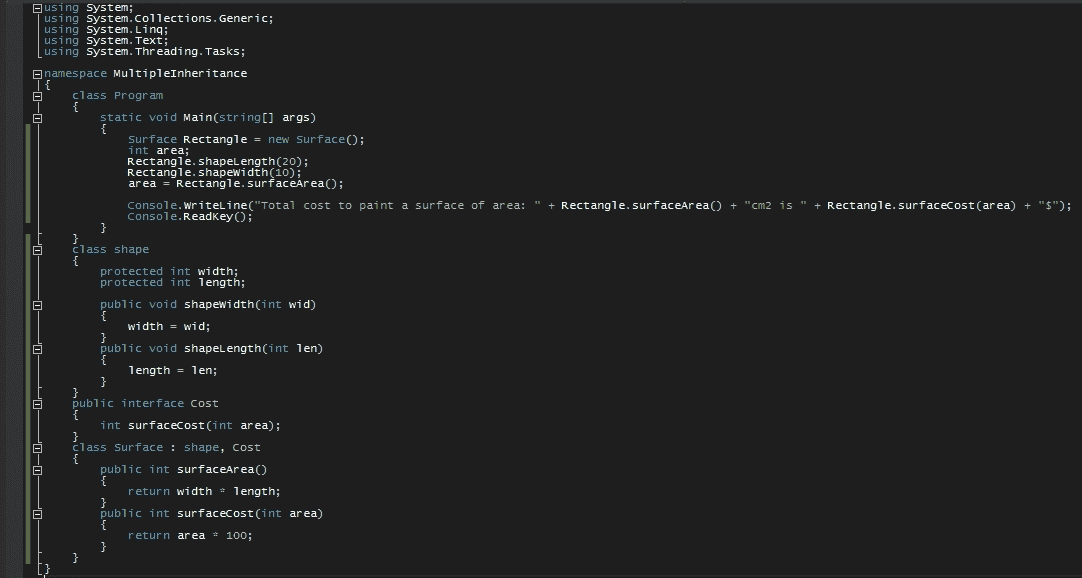 using System;
using System.Collections.Generic;
using System.Linq;
using System.Text;
using System.Threading.Tasks;
namespace MultipleInheritance
{
class Program
{
static void Main(string[] args)
{
Surface Rectangle = new Surface();
int area;
Rectangle.shapeLength(20);
Rectangle.shapeWidth(10);
area = Rectangle.surfaceArea();
Console.WriteLine("Total cost to paint a surface of area: " + Rectangle.surfaceArea() + "cm2 is " + Rectangle.surfaceCost(area) + "$");
Console.ReadKey();
}
}
class shape
{
protected int width;
protected int length;
public void shapeWidth(int wid)
{
width = wid;
}
public void shapeLength(int len)
{
length = len;
}
}
public interface Cost
{
int surfaceCost(int area);
}
class Surface : shape, Cost
{
public int surfaceArea()
{
return width * length;
}
public int surfaceCost(int area)
{
return area * 100;
}
}
}